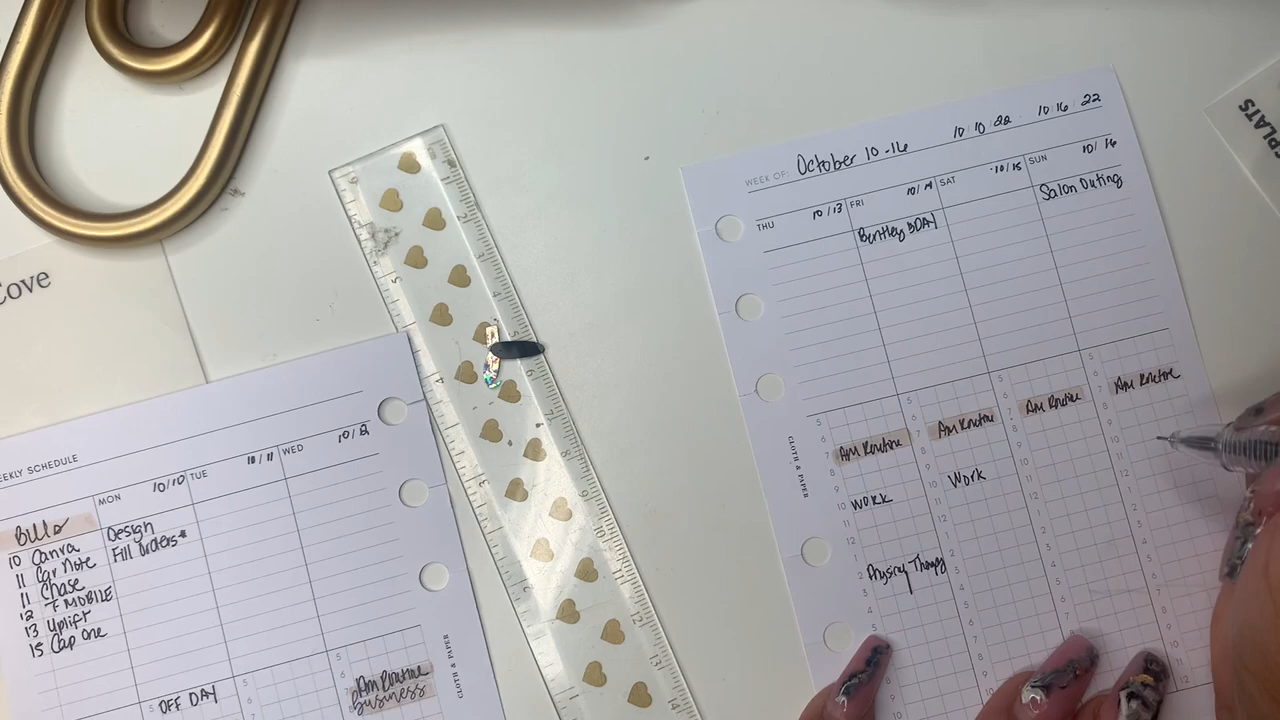 Cove
EEKLY SCHEDULE
MON 10/10 TUE 10/11 WED 10/12
Bills
10 Canva
11 Car Note
11 Chase
12 T MOBILE
13 Uplift
15 Cap One
Design
Fill orders*
OFF DAY
Am Routine
business
CLOTH & PAPER
WEEK OF: October 10-16 10/10/22 10/16/22
THU 10/13 FRI 10/14 SAT 10/15 SUN 10/16
Bentley BDAY
Salon Outing
Am Routine
Am Routine
Am Routine
Am Routine
WORK
Work
Physical Therapy
CLOTH & PAPER